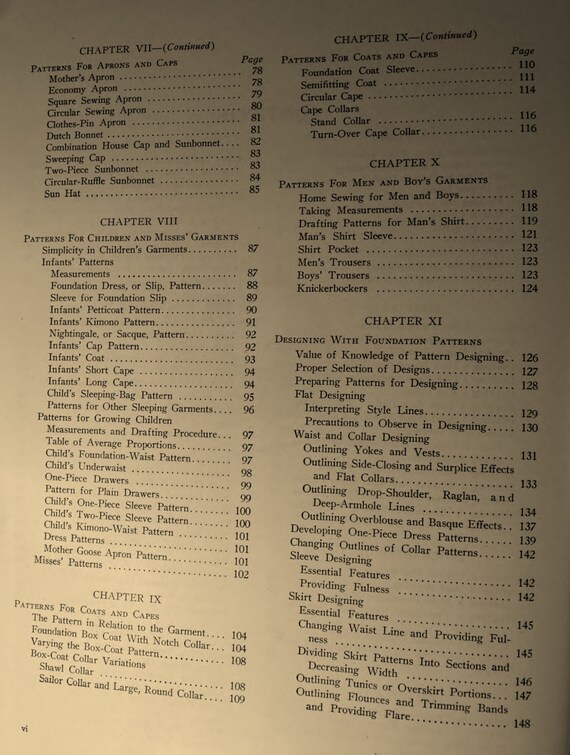 CHAPTER VII—(Continued)
PATTERNS FOR APRONS AND CAPS Page
Mother's Apron 78
Economy Apron 78
Square Sewing Apron 79
Circular Sewing Apron 80
Clothes-Pin Apron 81
Dutch Bonnet 81
Combination House Cap and Sunbonnet 82
Sweeping Cap 83
Two-Piece Sunbonnet 83
Circular-Ruffle Sunbonnet 84
Sun Hat 85
CHAPTER VIII
PATTERNS FOR CHILDREN AND MISSES' GARMENTS
Simplicity in Children's Garments 87
Infants' Patterns
Measurements 87
Foundation Dress, or Slip, Pattern 88
Sleeve for Foundation Slip 89
Infants' Petticoat Pattern 90
Infants' Kimono Pattern 91
Nightingale, or Sacque, Pattern 92
Infants' Cap Pattern 92
Infants' Coat 93
Infants' Short Cape 94
Infants' Long Cape 94
Child's Sleeping-Bag Pattern 95
Patterns for Other Sleeping Garments 96
Patterns for Growing Children
Measurements and Drafting Procedure 97
Table of Average Proportions 97
Child's Foundation-Waist Pattern 97
Child's Underwaist 98
One-Piece Drawers 99
Pattern for Plain Drawers 99
Child's One-Piece Sleeve Pattern 100
Child's Two-Piece Sleeve Pattern 100
Child's Kimono-Waist Pattern 101
Dress Patterns 101
Mother Goose Apron Pattern 101
Misses' Patterns 102
CHAPTER IX
PATTERNS FOR COATS AND CAPES
The Pattern in Relation to the Garment 104
Foundation Box Coat With Notch Collar 104
Varying the Box-Coat Pattern 108
Box-Coat Collar Variations
Shawl Collar 108
Sailor Collar and Large, Round Collar 109
vi
CHAPTER IX—(Continued)
PATTERNS FOR COATS AND CAPES Page
Foundation Coat Sleeve 110
Semifitting Coat 111
Circular Cape 114
Cape Collars
Stand Collar 116
Turn-Over Cape Collar 116
CHAPTER X
PATTERNS FOR MEN AND BOY'S GARMENTS
Home Sewing for Men and Boys 118
Taking Measurements 118
Drafting Patterns for Man's Shirt 119
Man's Shirt Sleeve 121
Shirt Pocket 123
Men's Trousers 123
Boys' Trousers 123
Knickerbockers 124
CHAPTER XI
DESIGNING WITH FOUNDATION PATTERNS
Value of Knowledge of Pattern Designing 126
Proper Selection of Designs 127
Preparing Patterns for Designing 128
Flat Designing
Interpreting Style Lines 129
Precautions to Observe in Designing 130
Waist and Collar Designing
Outlining Yokes and Vests 131
Outlining Side-Closing and Surplice Effects
and Flat Collars 133
Outlining Drop-Shoulder, Raglan, and
Deep-Armhole Lines 134
Outlining Overblouse and Basque Effects 137
Developing One-Piece Dress Patterns 139
Changing Outlines of Collar Patterns 142
Sleeve Designing
Essential Features 142
Providing Fulness 142
Skirt Designing
Essential Features 145
Changing Waist Line and Providing Ful-
ness 145
Dividing Skirt Patterns Into Sections and
Decreasing Width 146
Outlining Tunics or Overskirt Portions 147
Outlining Flounces and Trimming Bands
and Providing Flare 148